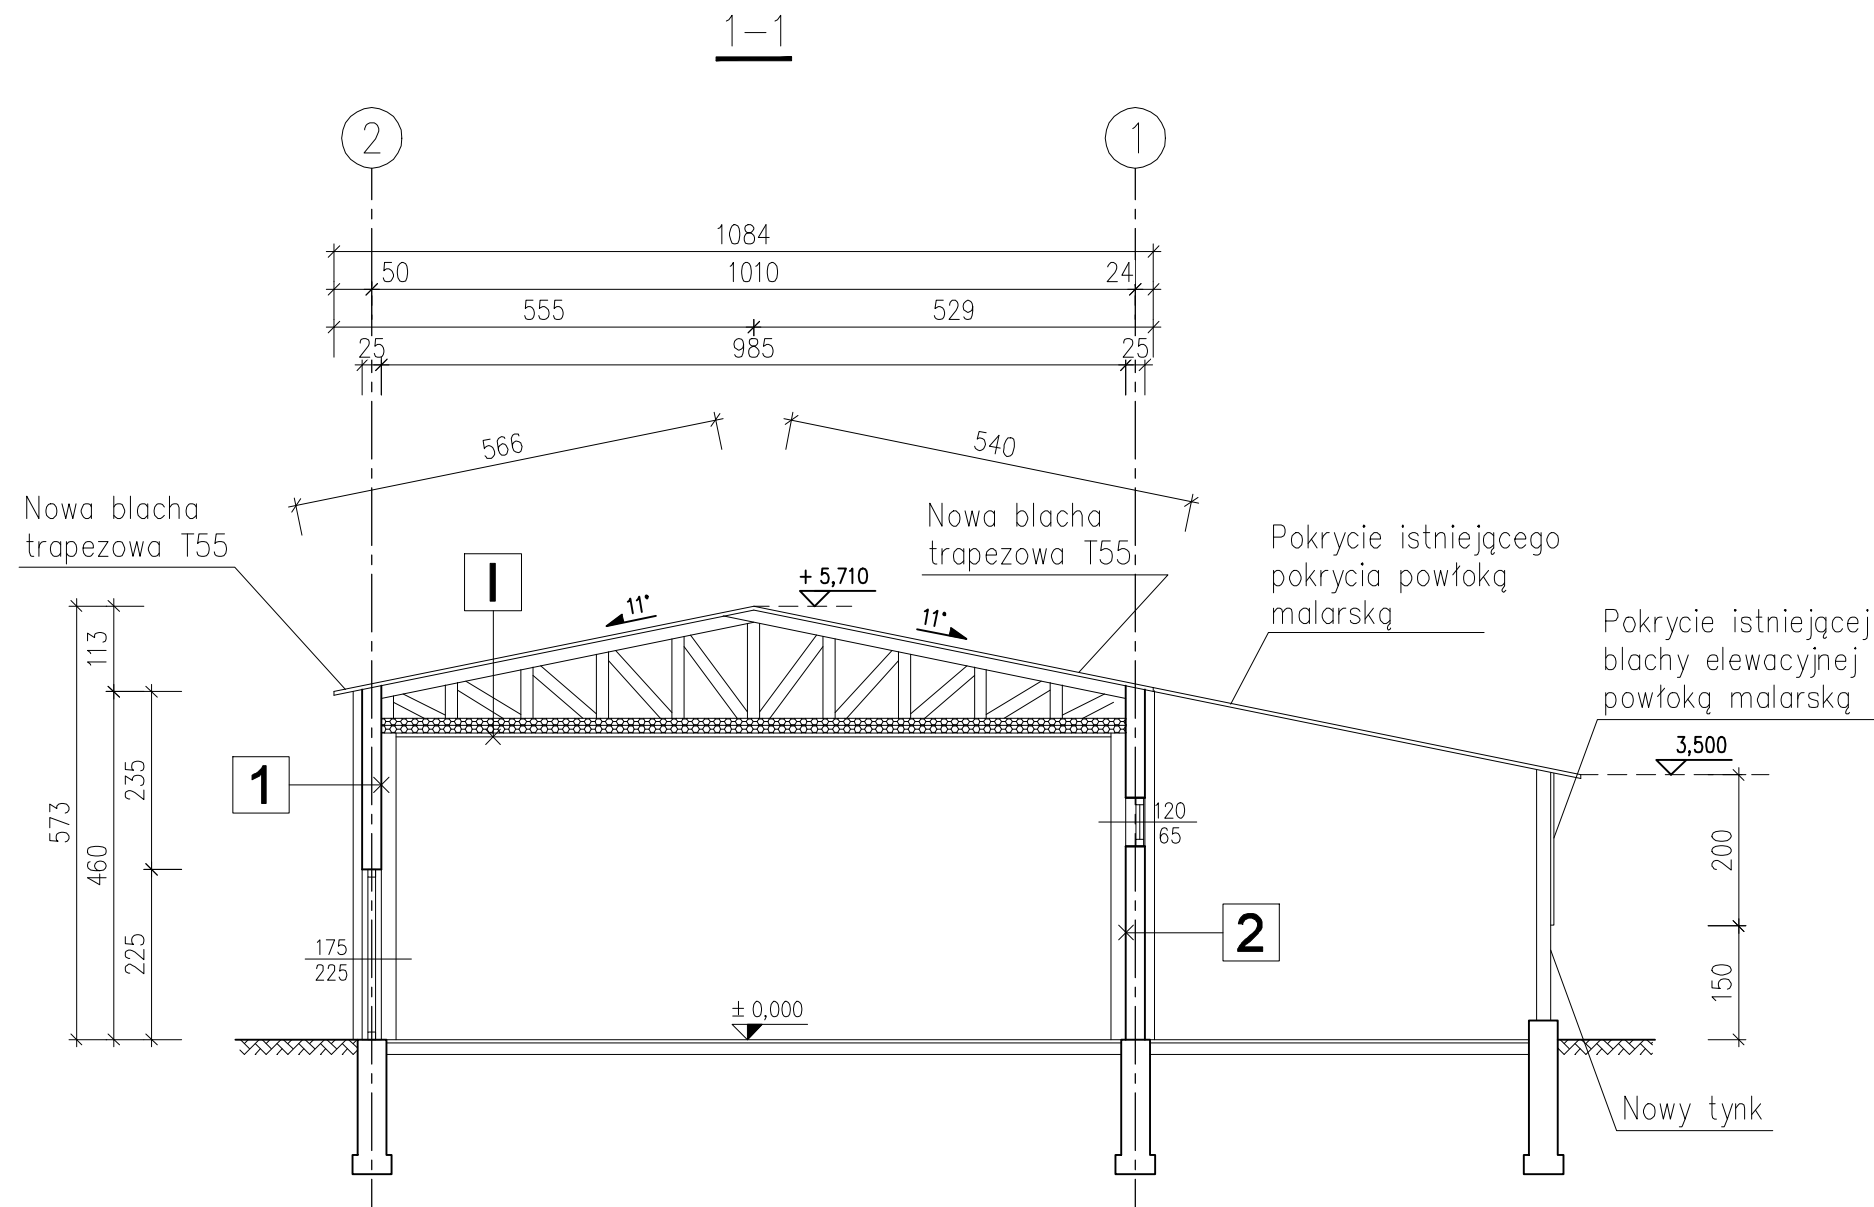 1-1
2
1
1084
50
1010
24
555
529
25
985
25
566
540
Nowa blacha
trapezowa T55
Nowa blacha
trapezowa T55
Pokrycie istniejącego
pokrycia powłoką
malarską
Pokrycie istniejącej
blachy elewacyjnej
powłoką malarską
I
+ 5,710
11°
11°
3,500
113
235
573
460
225
1
120
65
200
2
175
225
150
± 0,000
Nowy tynk